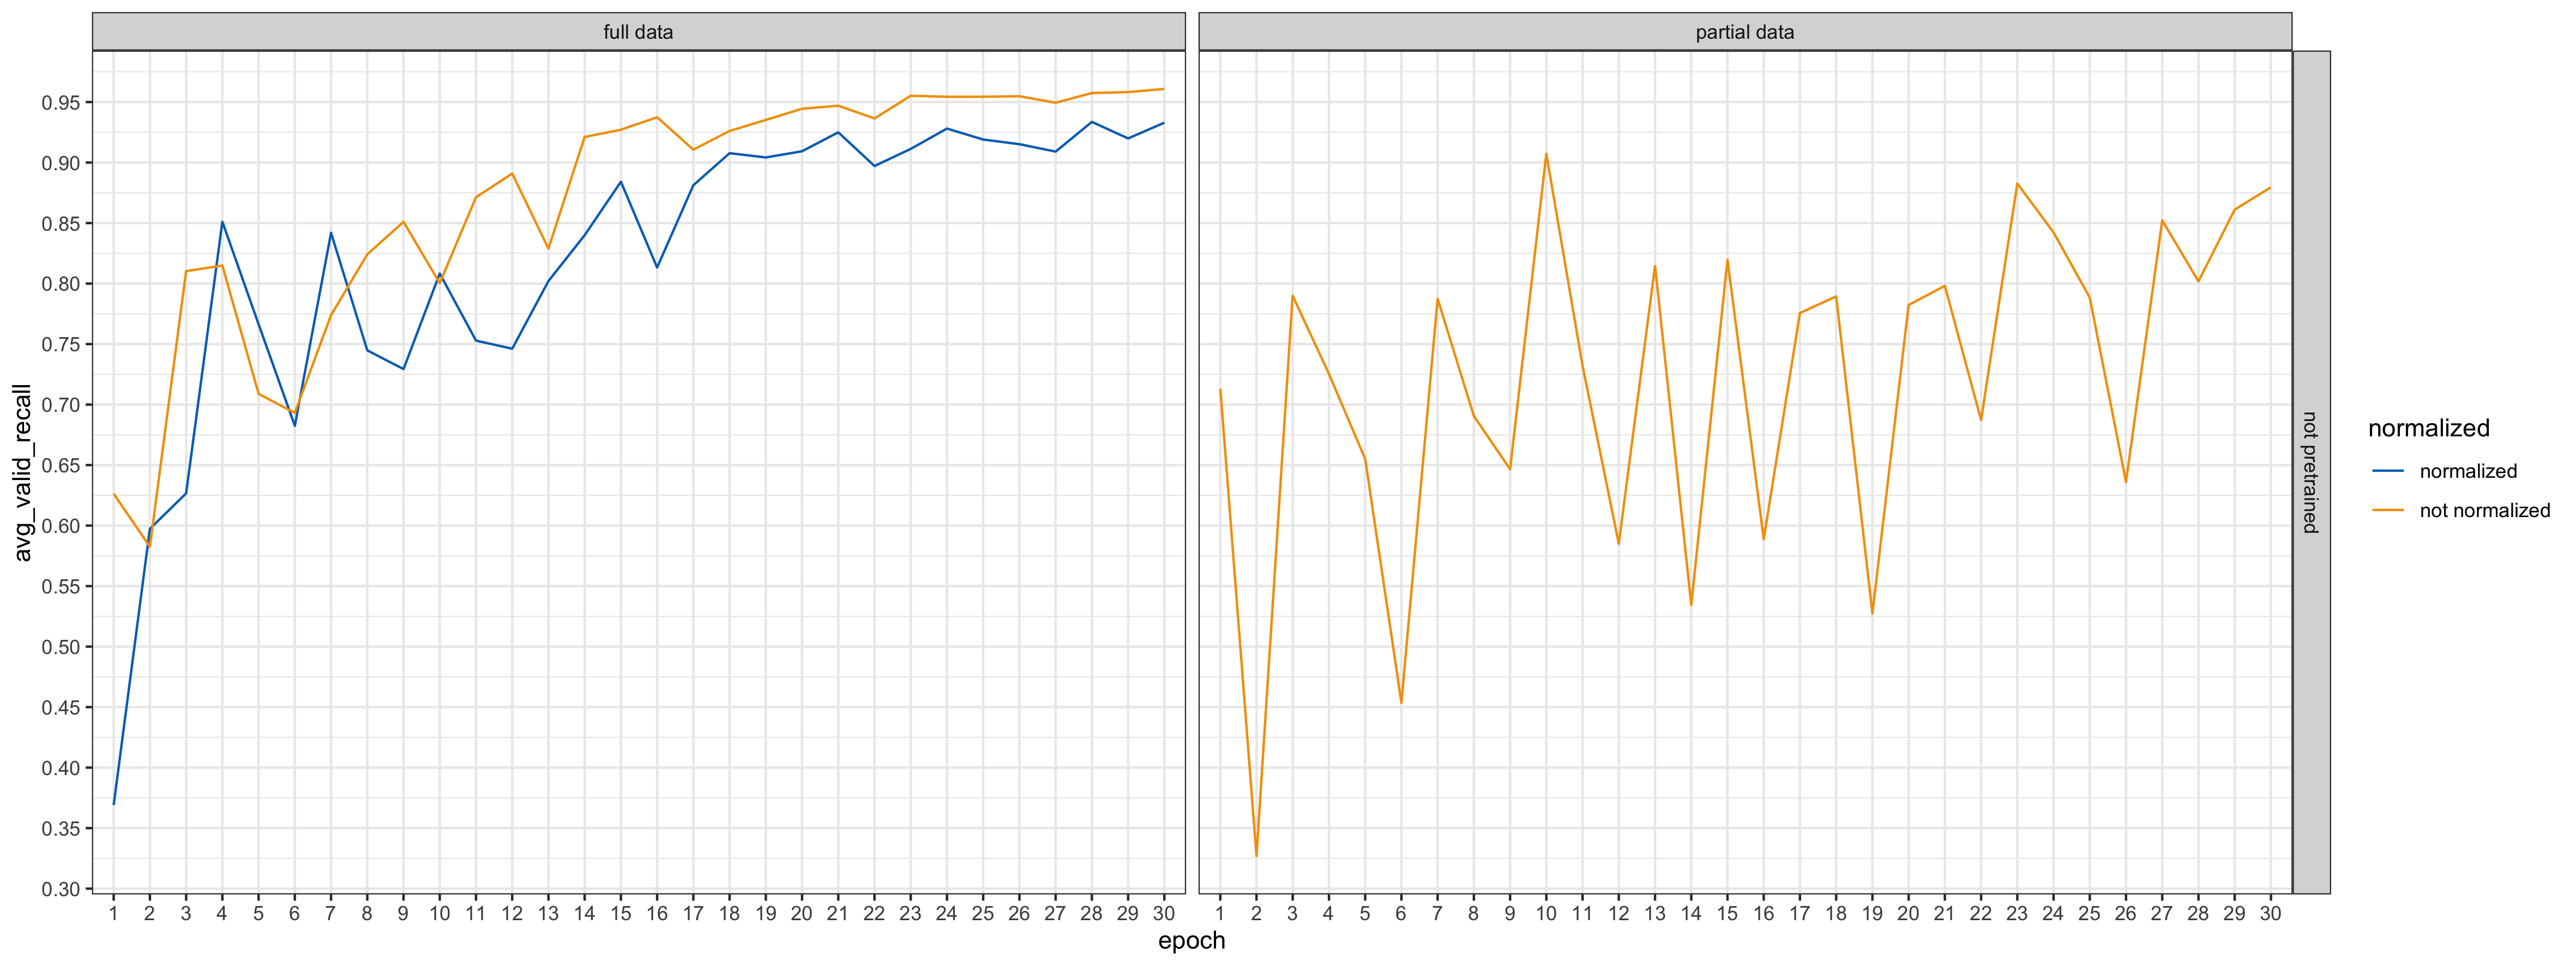 full data
partial data
avg_valid_recall
0.95
0.90
0.85
0.80
0.75
0.70
0.65
0.60
0.55
0.50
0.45
0.40
0.35
0.30
1 2 3 4 5 6 7 8 9 10 11 12 13 14 15 16 17 18 19 20 21 22 23 24 25 26 27 28 29 30
1 2 3 4 5 6 7 8 9 10 11 12 13 14 15 16 17 18 19 20 21 22 23 24 25 26 27 28 29 30
epoch
not pretrained
normalized
normalized
not normalized